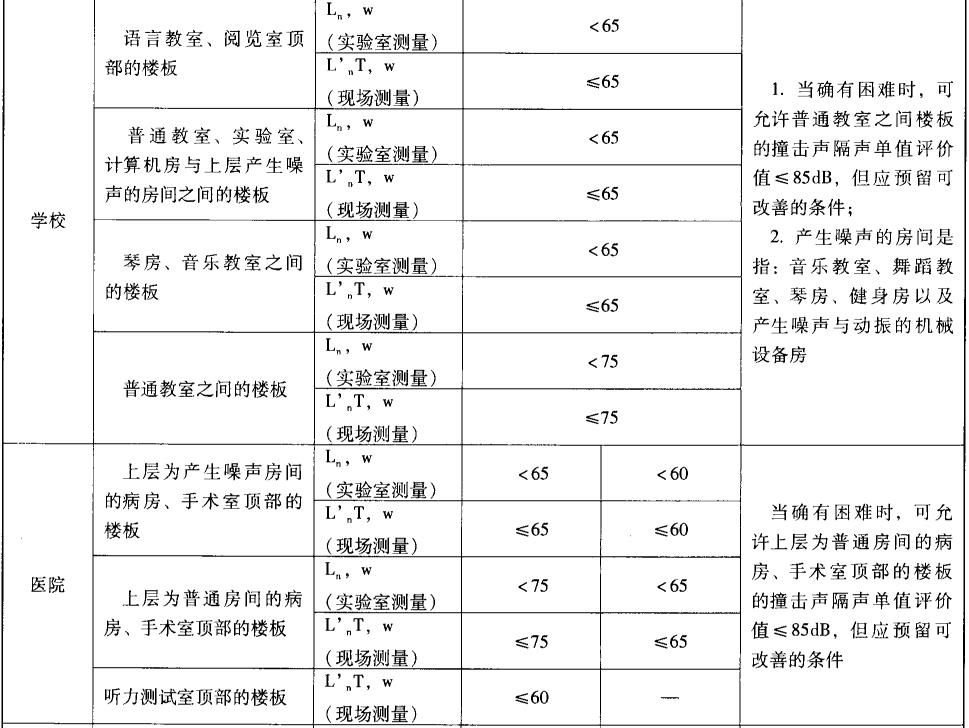 学校
语言教室、阅览室顶
部的楼板
Ln，w
（实验室测量）
<65
L’nT，w
（现场测量）
≤65
普通教室、实验室、
计算机房与上层产生噪
声的房间之间的楼板
Ln，w
（实验室测量）
<65
L’nT，w
（现场测量）
≤65
琴房、音乐教室之间
的楼板
Ln，w
（实验室测量）
<65
L’nT，w
（现场测量）
≤65
普通教室之间的楼板
Ln，w
（实验室测量）
<75
L’nT，w
（现场测量）
≤75
1. 当确有困难时，可
允许普通教室之间楼板
的撞击声隔声单值评价
值≤85dB，但应预留可
改善的条件；
2. 产生噪声的房间是
指：音乐教室、舞蹈教
室、琴房、健身房以及
产生噪声与动振的机械
设备房
医院
上层为产生噪声房间
的病房、手术室顶部的
楼板
Ln，w
（实验室测量）
<65
<60
L’nT，w
（现场测量）
≤65
≤60
上层为普通房间的病
房、手术室顶部的楼板
Ln，w
（实验室测量）
<75
<65
L’nT，w
（现场测量）
≤75
≤65
听力测试室顶部的楼板
L’nT，w
（现场测量）
≤60
—
当确有困难时，可允
许上层为普通房间的病
房、手术室顶部的楼板
的撞击声隔声单值评价
值≤85dB，但应预留可
改善的条件